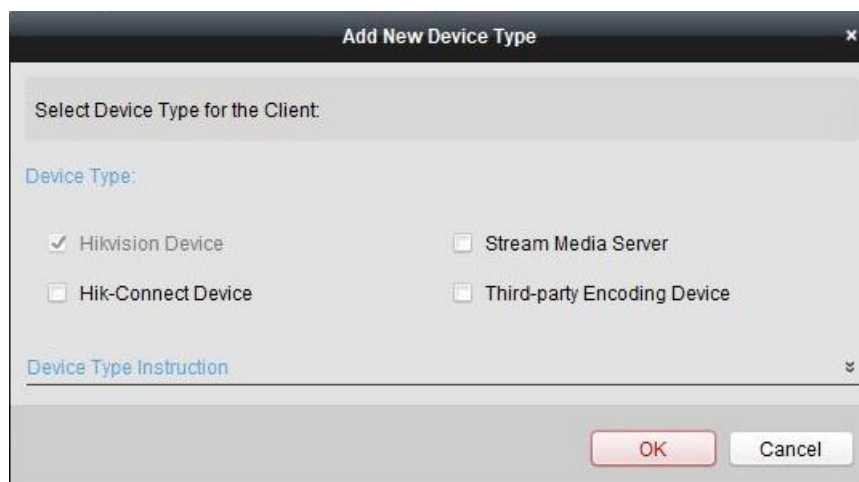 Add New Device Type
Select Device Type for the Client:
Device Type:
Hikvision Device
Stream Media Server
Hik-Connect Device
Third-party Encoding Device
Device Type Instruction
OK
Cancel